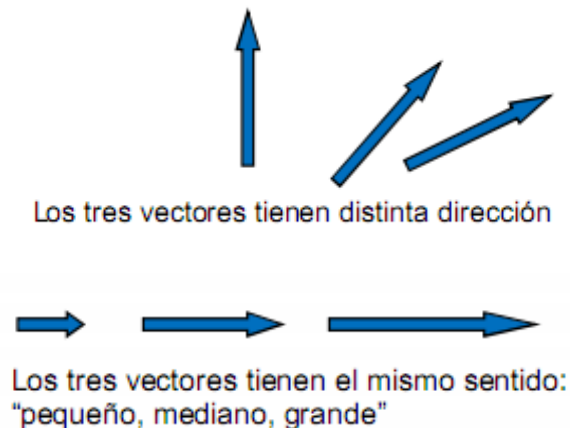 Los tres vectores tienen distinta dirección
Los tres vectores tienen el mismo sentido:
“pequeño, mediano, grande”